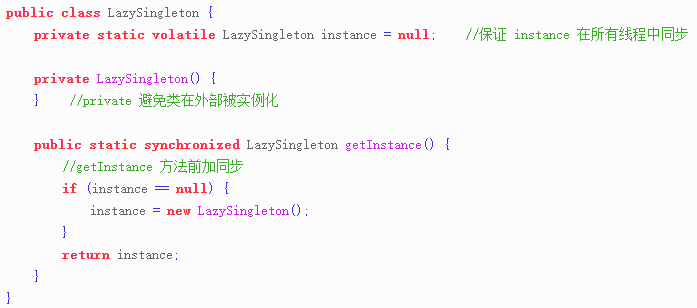 public class LazySingleton {
    private static volatile LazySingleton instance = null;    //保证 instance 在所有线程中同步

    private LazySingleton() {
    }    //private 避免类在外部被实例化

    public static synchronized LazySingleton getInstance() {
        //getInstance 方法前加同步
        if (instance == null) {
            instance = new LazySingleton();
        }
        return instance;
    }
}